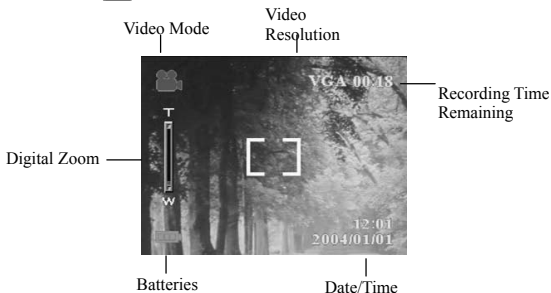 Video Mode
Video
Resolution
VGA 00:18
Recording Time
Remaining
T
Digital Zoom
W
12:01
2004/01/01
Batteries
Date/Time